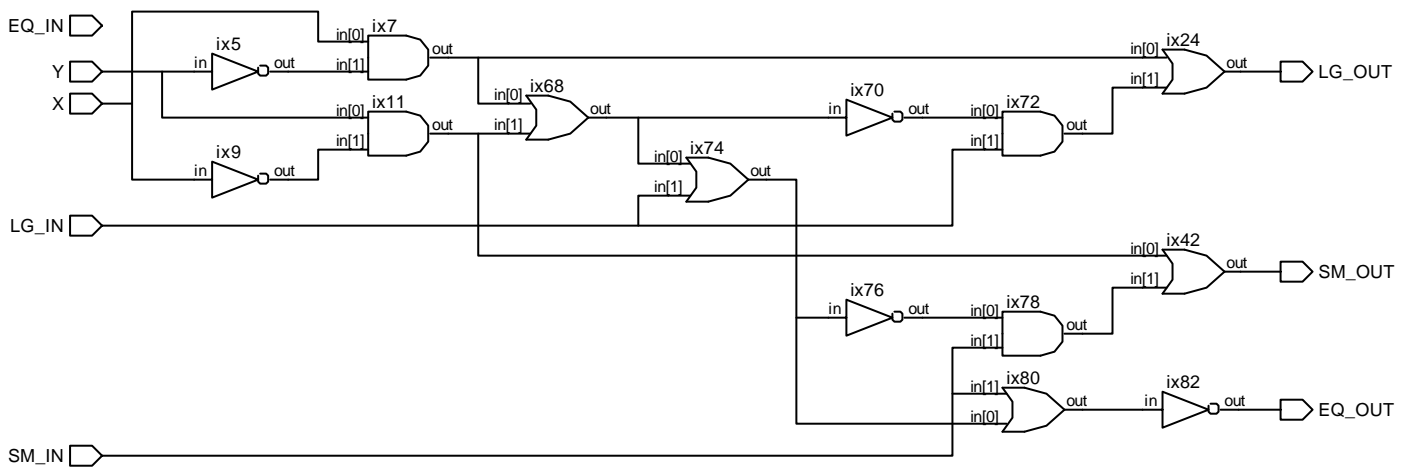 EQ_IN
ix7
in[0]
out
ix24
in[0]
out
LG_OUT
ix5
in
out
in[1]
Y
ix68
in[0]
out
ix70
in
out
ix72
in[0]
out
in[1]
in[1]
X
ix11
in[0]
out
in[1]
in[1]
ix74
in[0]
out
in[1]
ix9
in
out
LG_IN
ix42
in[0]
out
SM_OUT
in[1]
ix76
in
out
ix78
in[0]
out
in[1]
ix80
in[1]
out
in[0]
ix82
in
out
EQ_OUT
SM_IN